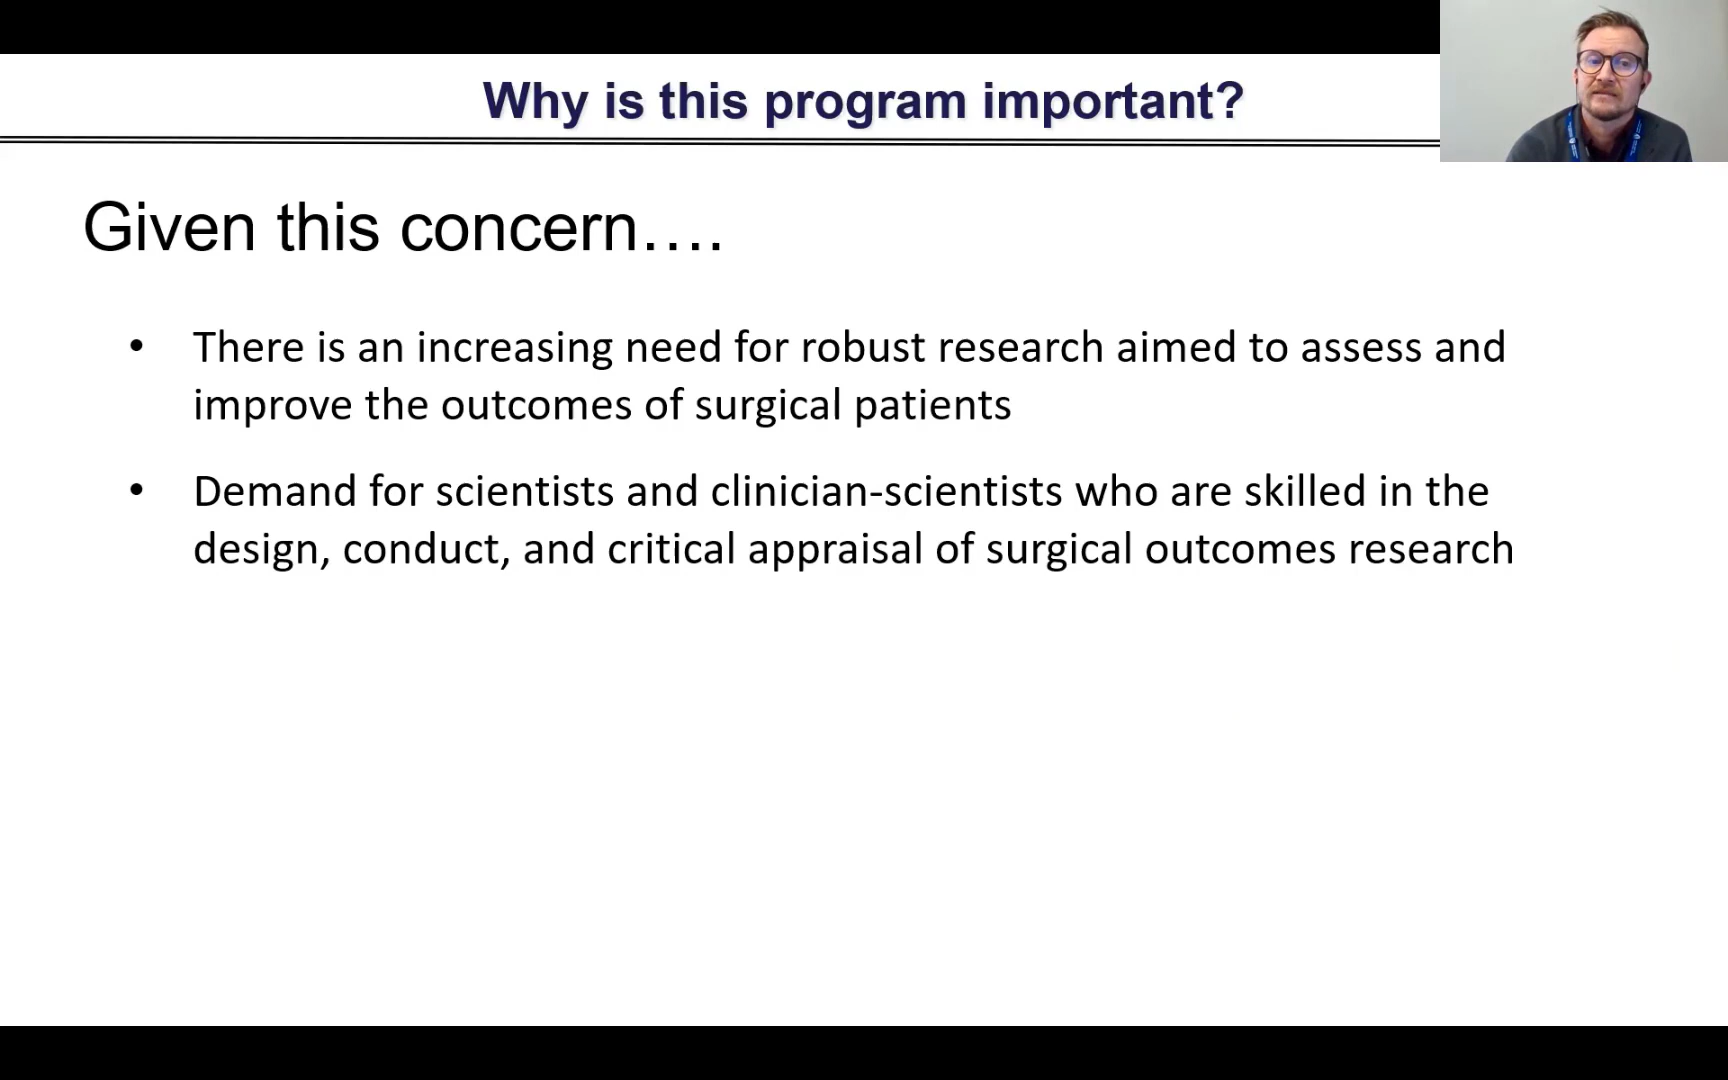 Why is this program important?
Given this concern….
• There is an increasing need for robust research aimed to assess and
improve the outcomes of surgical patients
• Demand for scientists and clinician-scientists who are skilled in the
design, conduct, and critical appraisal of surgical outcomes research